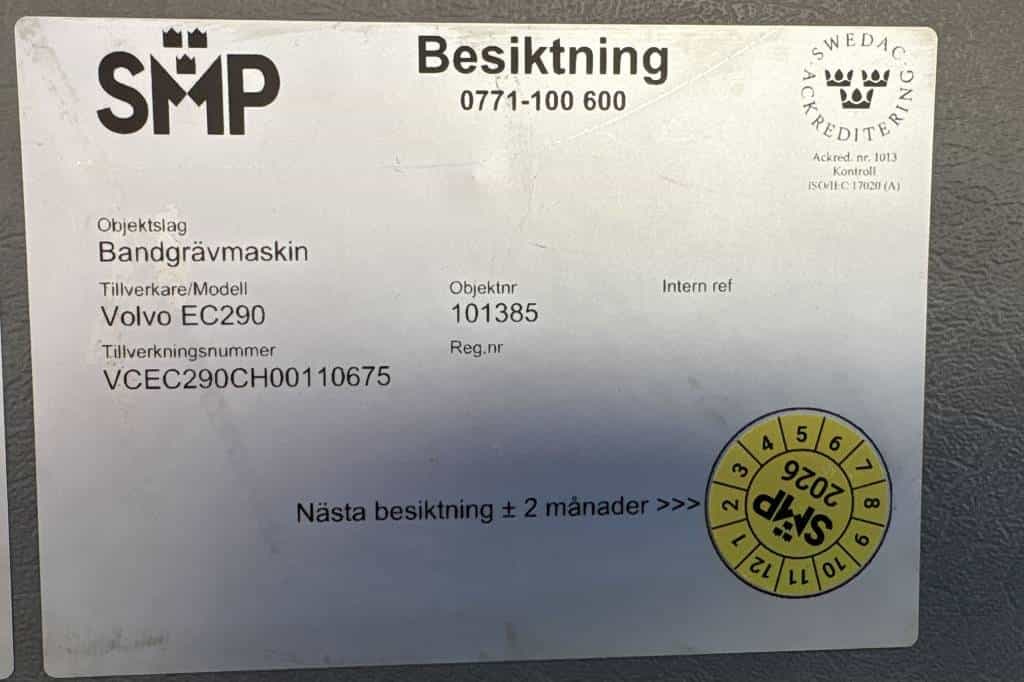 SMP
Besiktning
0771-100 600
SWEDAC
ACKREDITERING
Ackred. nr. 1013
Kontroll
ISO/IEC 17020 (A)
Objektslag
Bandgrävmaskin
Tillverkare/Modell
Volvo EC290
Objektnr
101385
Intern ref
Tillverkningsnummer
VCEC290CH00110675
Reg.nr
Nästa besiktning ± 2 månader >>>
1 2 3 4 5 6 7 8 9 10 11 12
SMP
2026